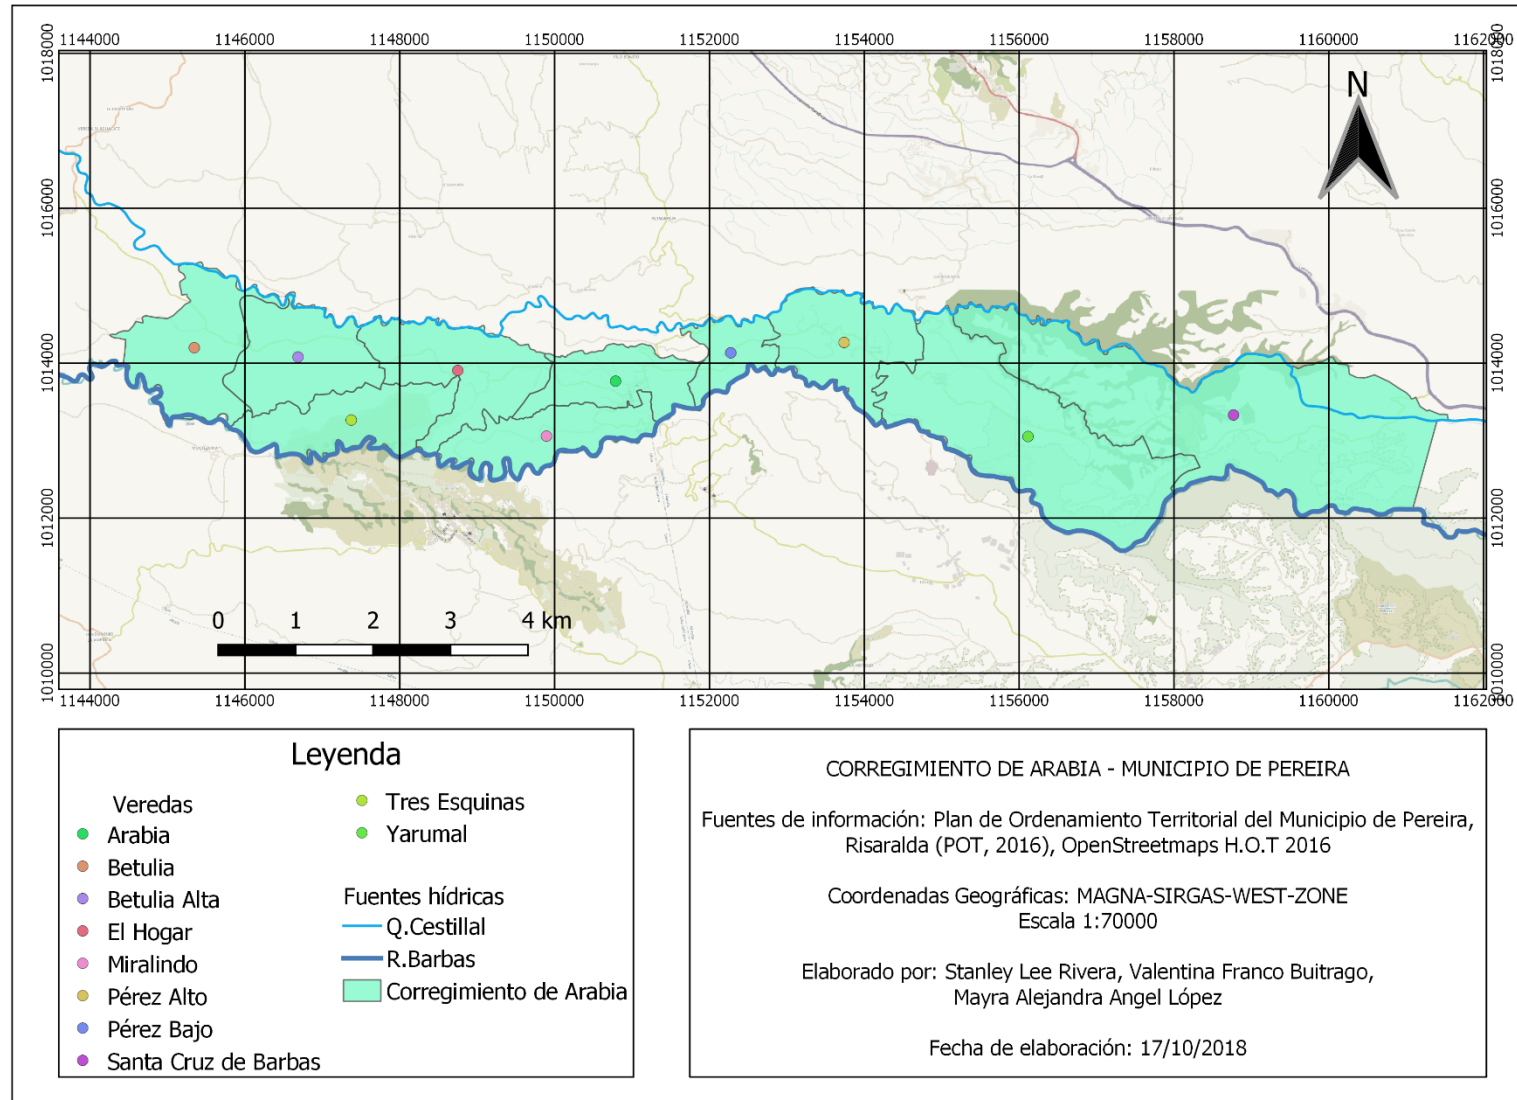 1144000 1146000 1148000 1150000 1152000 1154000 1156000 1158000 1160000 1162000
1018000 1018000
N
1016000 1016000
1014000 1014000
1012000 1012000
0 1 2 3 4 km
1010000 1010000
1144000 1146000 1148000 1150000 1152000 1154000 1156000 1158000 1160000 1162000
Leyenda
Veredas
Arabia
Betulia
Betulia Alta
El Hogar
Miralindo
Pérez Alto
Pérez Bajo
Santa Cruz de Barbas
Tres Esquinas
Yarumal
Fuentes hídricas
Q.Cestillal
R.Barbas
Corregimiento de Arabia
CORREGIMIENTO DE ARABIA - MUNICIPIO DE PEREIRA
Fuentes de información: Plan de Ordenamiento Territorial del Municipio de Pereira,
Risaralda (POT, 2016), OpenStreetmaps H.O.T 2016
Coordenadas Geográficas: MAGNA-SIRGAS-WEST-ZONE
Escala 1:70000
Elaborado por: Stanley Lee Rivera, Valentina Franco Buitrago,
Mayra Alejandra Angel López
Fecha de elaboración: 17/10/2018